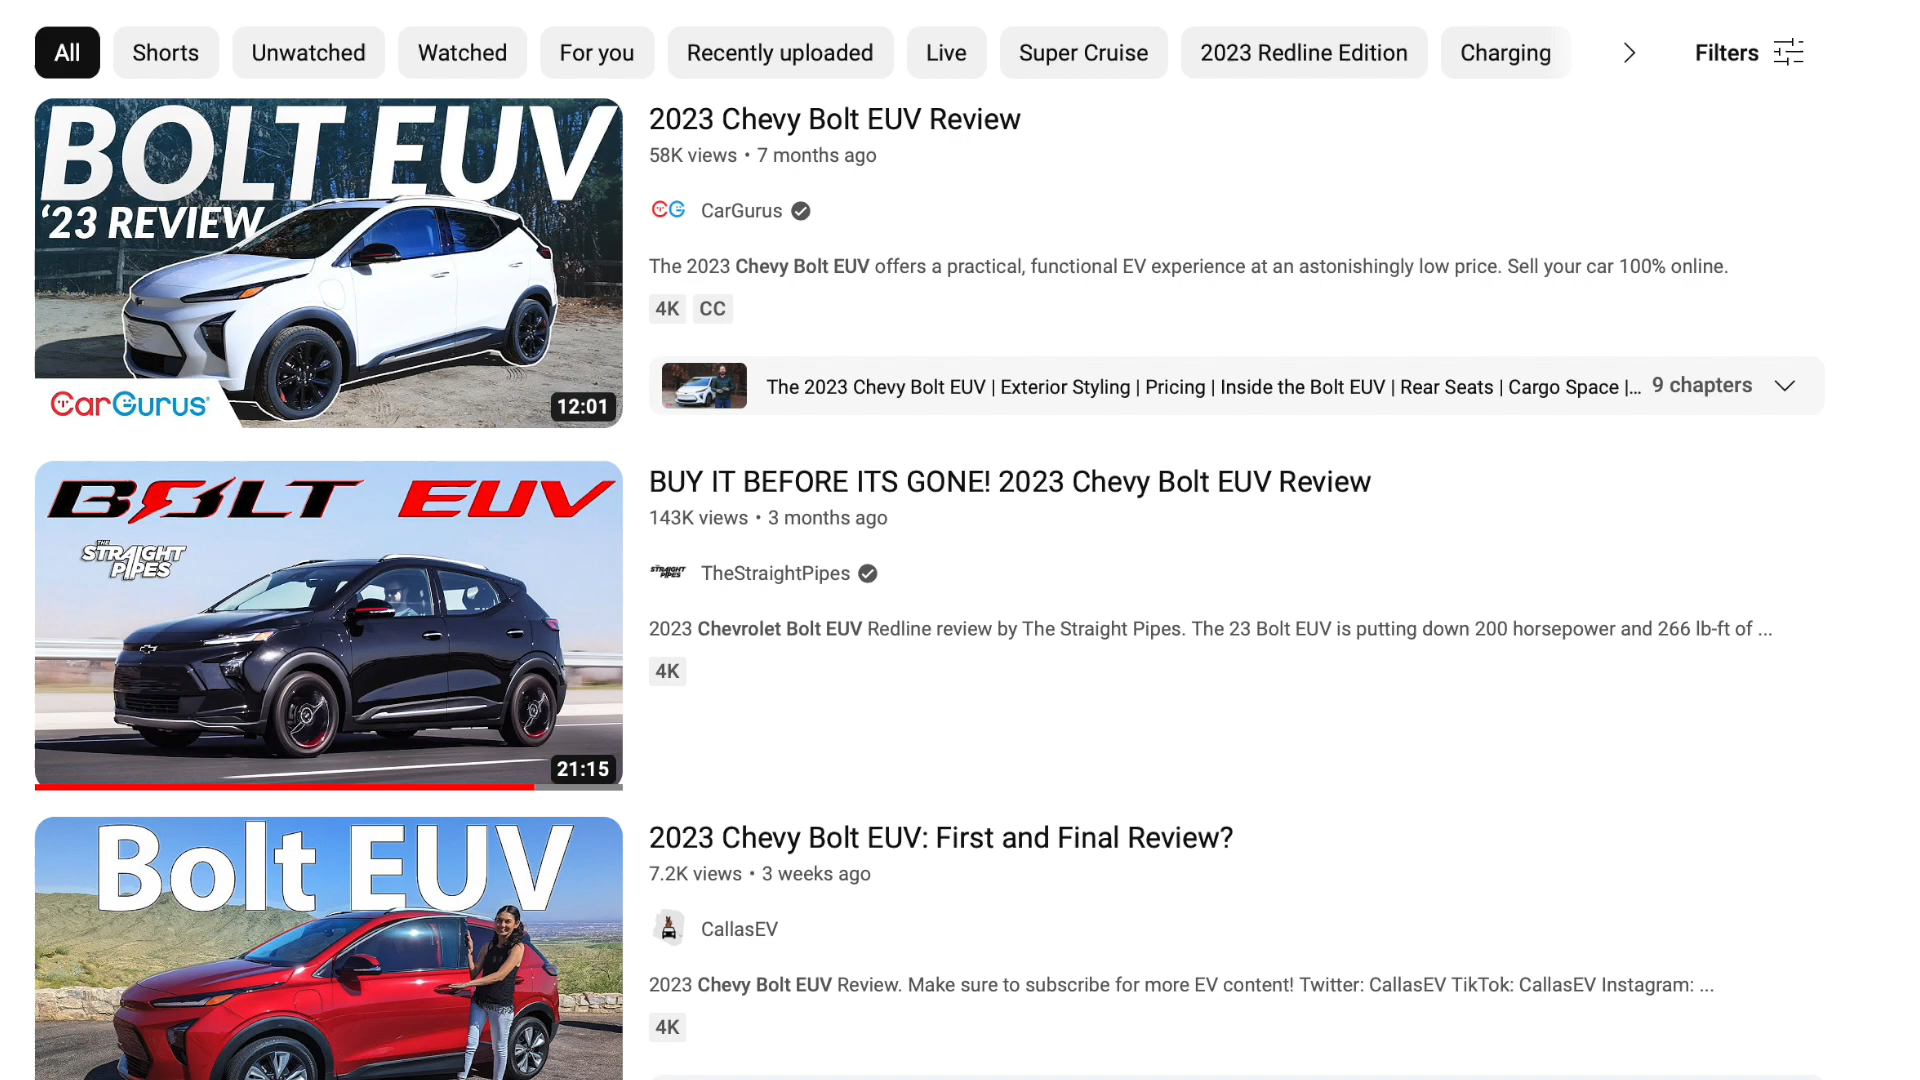 All
Shorts
Unwatched
Watched
For you
Recently uploaded
Live
Super Cruise
2023 Redline Edition
Charging
Filters
BOLT EUV
‘23 REVIEW
CarGurus
12:01
2023 Chevy Bolt EUV Review
58K views • 7 months ago
CG
CarGurus
The 2023 Chevy Bolt EUV offers a practical, functional EV experience at an astonishingly low price. Sell your car 100% online.
4K
CC
The 2023 Chevy Bolt EUV | Exterior Styling | Pricing | Inside the Bolt EUV | Rear Seats | Cargo Space |...
9 chapters
BOLT EUV
THE
STRAIGHT
PIPES
21:15
BUY IT BEFORE ITS GONE! 2023 Chevy Bolt EUV Review
143K views • 3 months ago
STRAIGHT
PIPES
TheStraightPipes
2023 Chevrolet Bolt EUV Redline review by The Straight Pipes. The 23 Bolt EUV is putting down 200 horsepower and 266 lb-ft of ...
4K
Bolt EUV
2023 Chevy Bolt EUV: First and Final Review?
7.2K views • 3 weeks ago
CallasEV
2023 Chevy Bolt EUV Review. Make sure to subscribe for more EV content! Twitter: CallasEV TikTok: CallasEV Instagram: ...
4K